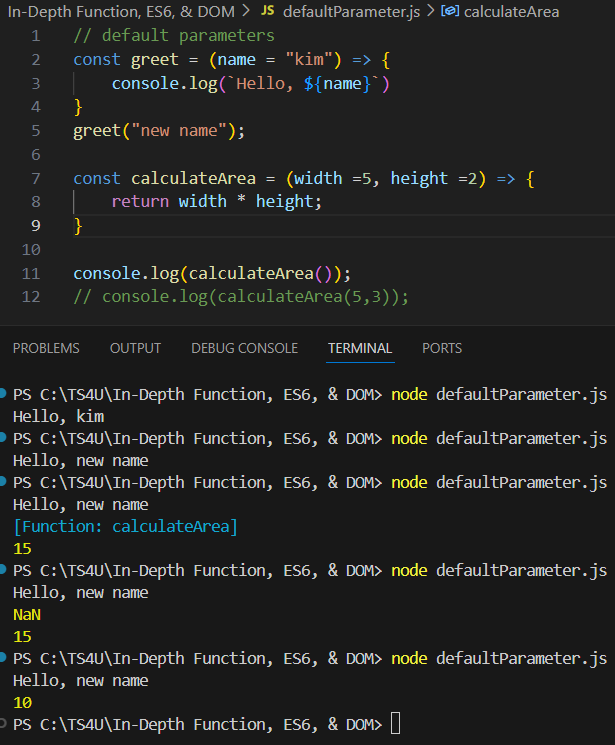 In-Depth Function, ES6, & DOM > JS defaultParameter.js > calculateArea
1 // default parameters
2 const greet = (name = "kim") => {
3     console.log(`Hello, ${name}`)
4 }
5 greet("new name");
6
7 const calculateArea = (width =5, height =2) => {
8     return width * height;
9 }
10
11 console.log(calculateArea());
12 // console.log(calculateArea(5,3));
PROBLEMS OUTPUT DEBUG CONSOLE TERMINAL PORTS
PS C:\TS4U\In-Depth Function, ES6, & DOM> node defaultParameter.js
Hello, kim
PS C:\TS4U\In-Depth Function, ES6, & DOM> node defaultParameter.js
Hello, new name
PS C:\TS4U\In-Depth Function, ES6, & DOM> node defaultParameter.js
Hello, new name
[Function: calculateArea]
15
PS C:\TS4U\In-Depth Function, ES6, & DOM> node defaultParameter.js
Hello, new name
NaN
15
PS C:\TS4U\In-Depth Function, ES6, & DOM> node defaultParameter.js
Hello, new name
10
PS C:\TS4U\In-Depth Function, ES6, & DOM>